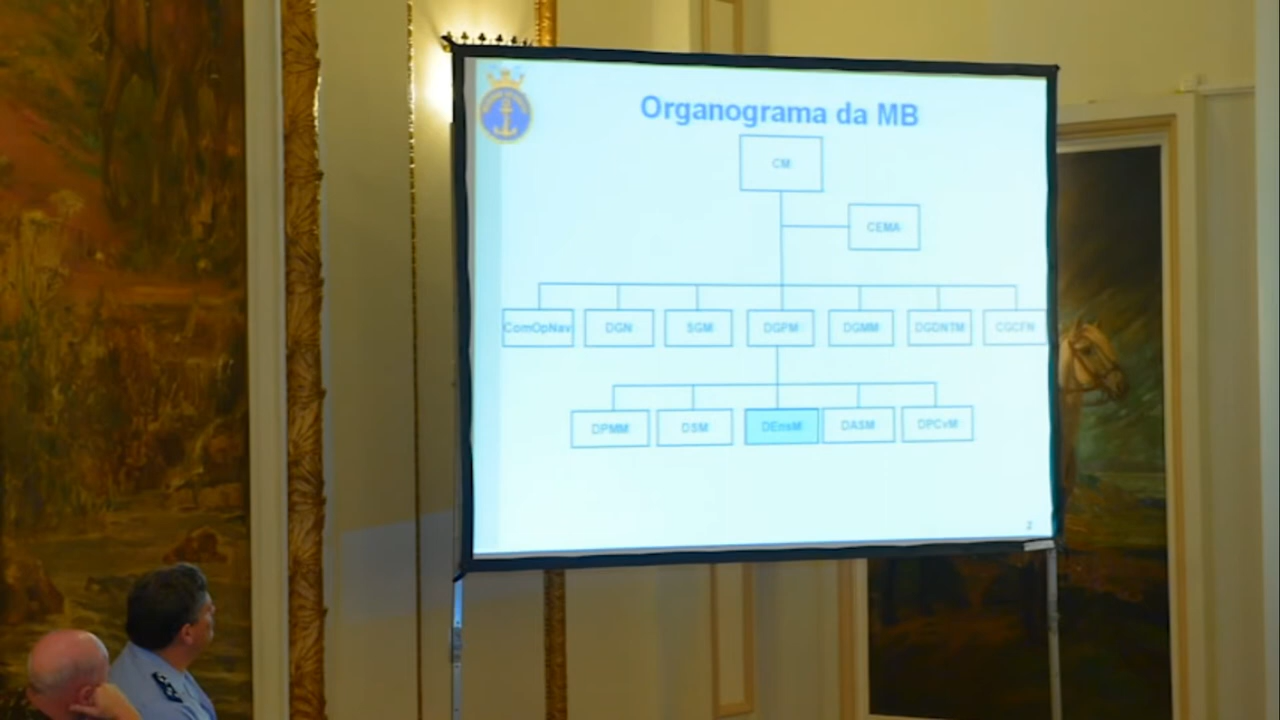 Organograma da MB
CM
CEMA
ComOpNav
DGN
SGM
DGPM
DGMM
DGDNTM
CGCFN
DPMM
DSM
DEnsM
DASM
DPCvM
2